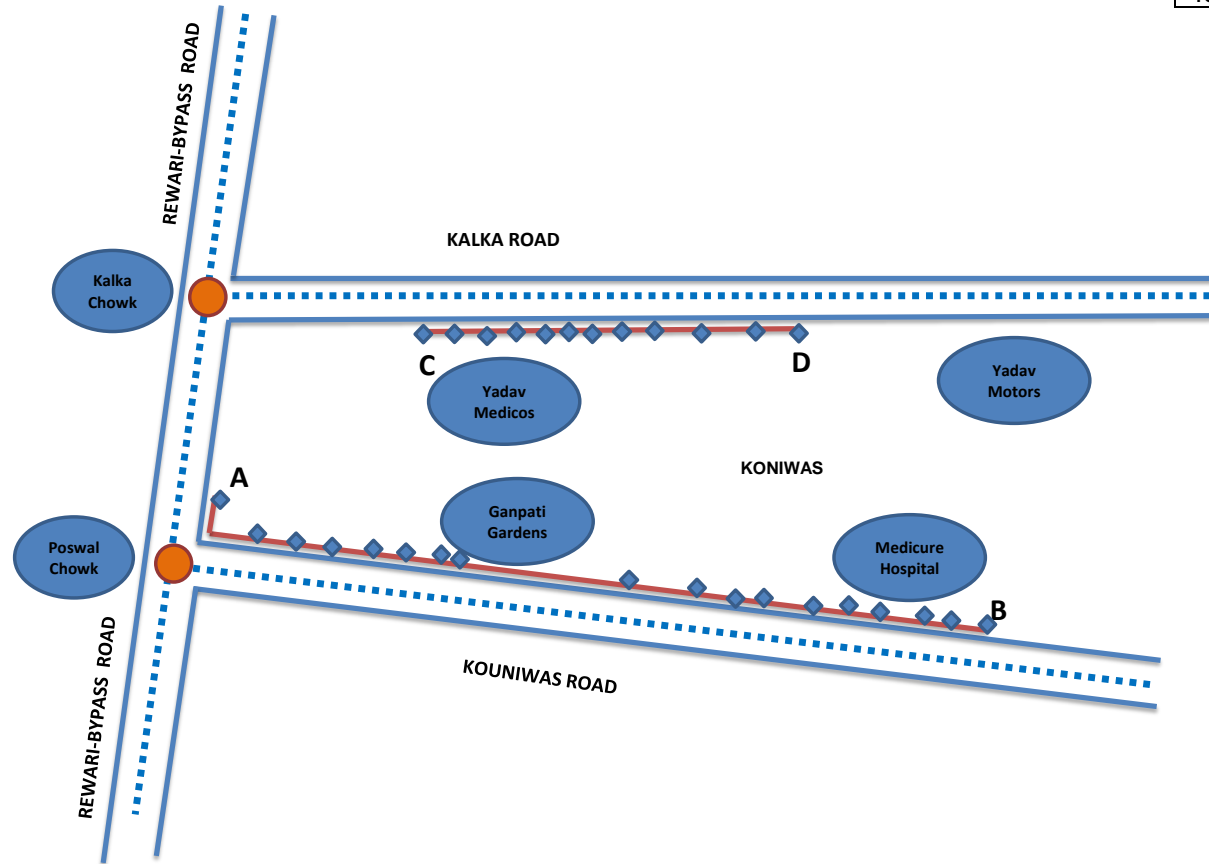 REWARI-BYPASS ROAD
KALKA ROAD
Kalka
Chowk
C
D
Yadav
Medicos
Yadav
Motors
KONIWAS
A
Ganpati
Gardens
Poswal
Chowk
Medicure
Hospital
B
KOUNIWAS ROAD
REWARI-BYPASS ROAD